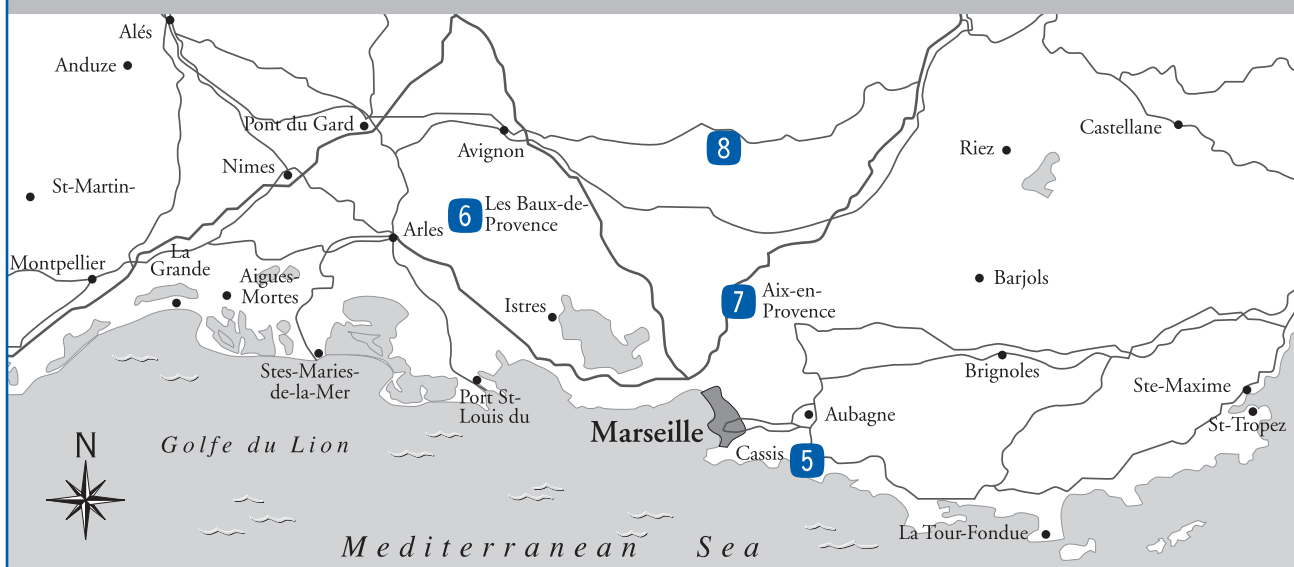 Alés
Anduze
Pont du Gard
Avignon
8
Castellane
Riez
Nimes
St-Martin-
6
Les Baux-de-
Provence
Arles
La
Grande
Montpellier
Aigues-
Mortes
Barjols
Istres
7
Aix-en-
Provence
Stes-Maries-
de-la-Mer
Port St-
Louis du
Brignoles
Ste-Maxime
St-Tropez
Aubagne
Marseille
Cassis
5
N
Golfe du Lion
La Tour-Fondue
Mediterranean Sea